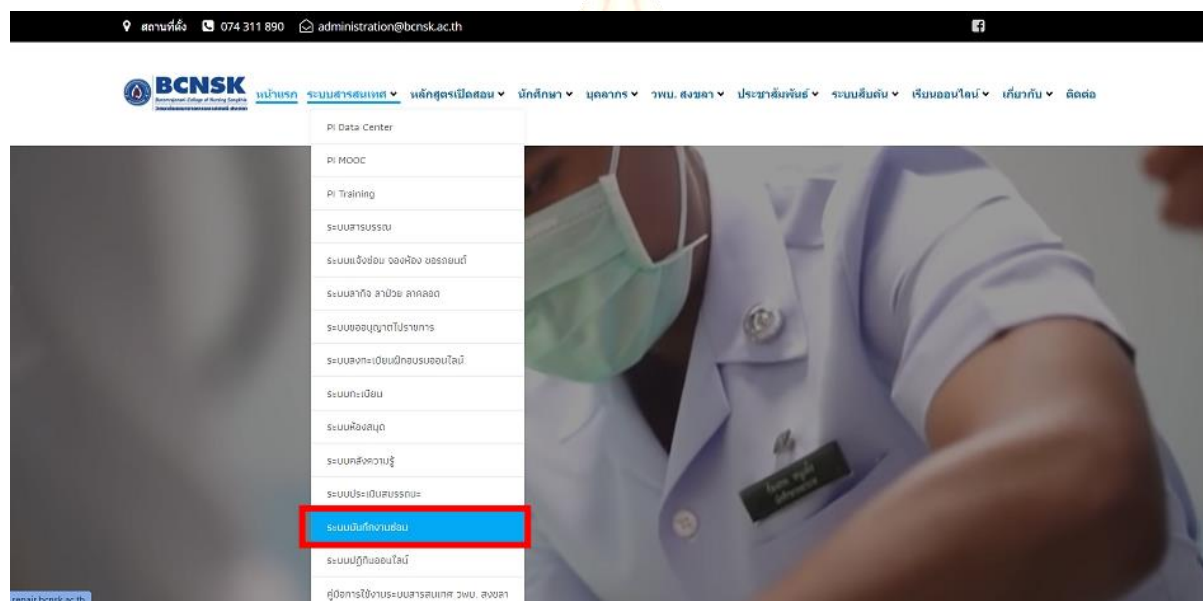 สถานที่ตั้ง 074 311 890 administration@bcnsk.ac.th
BCNSK
Boromarajonani College of Nursing Songkhla
หน้าแรก ระบบสารสนเทศ หลักสูตรเปิดสอน นักศึกษา บุคลากร วพบ. สงขลา ประชาสัมพันธ์ ระบบสืบค้น เรียนออนไลน์ เกี่ยวกับ ติดต่อ
PI Data Center
PI MOOC
PI Training
ระบบสารบรรณ
ระบบแจ้งซ่อม จองห้อง ขอรถยนต์
ระบบลากิจ ลาป่วย ลาคลอด
ระบบขออนุญาตไปราชการ
ระบบลงทะเบียนฝึกอบรมออนไลน์
ระบบทะเบียน
ระบบห้องสมุด
ระบบคลังความรู้
ระบบประเมินสมรรถนะ
ระบบบันทึกงานซ่อม
ระบบปฏิทินออนไลน์
คู่มือการใช้งานระบบสารสนเทศ วพบ. สงขลา
repair.bcnsk.ac.th